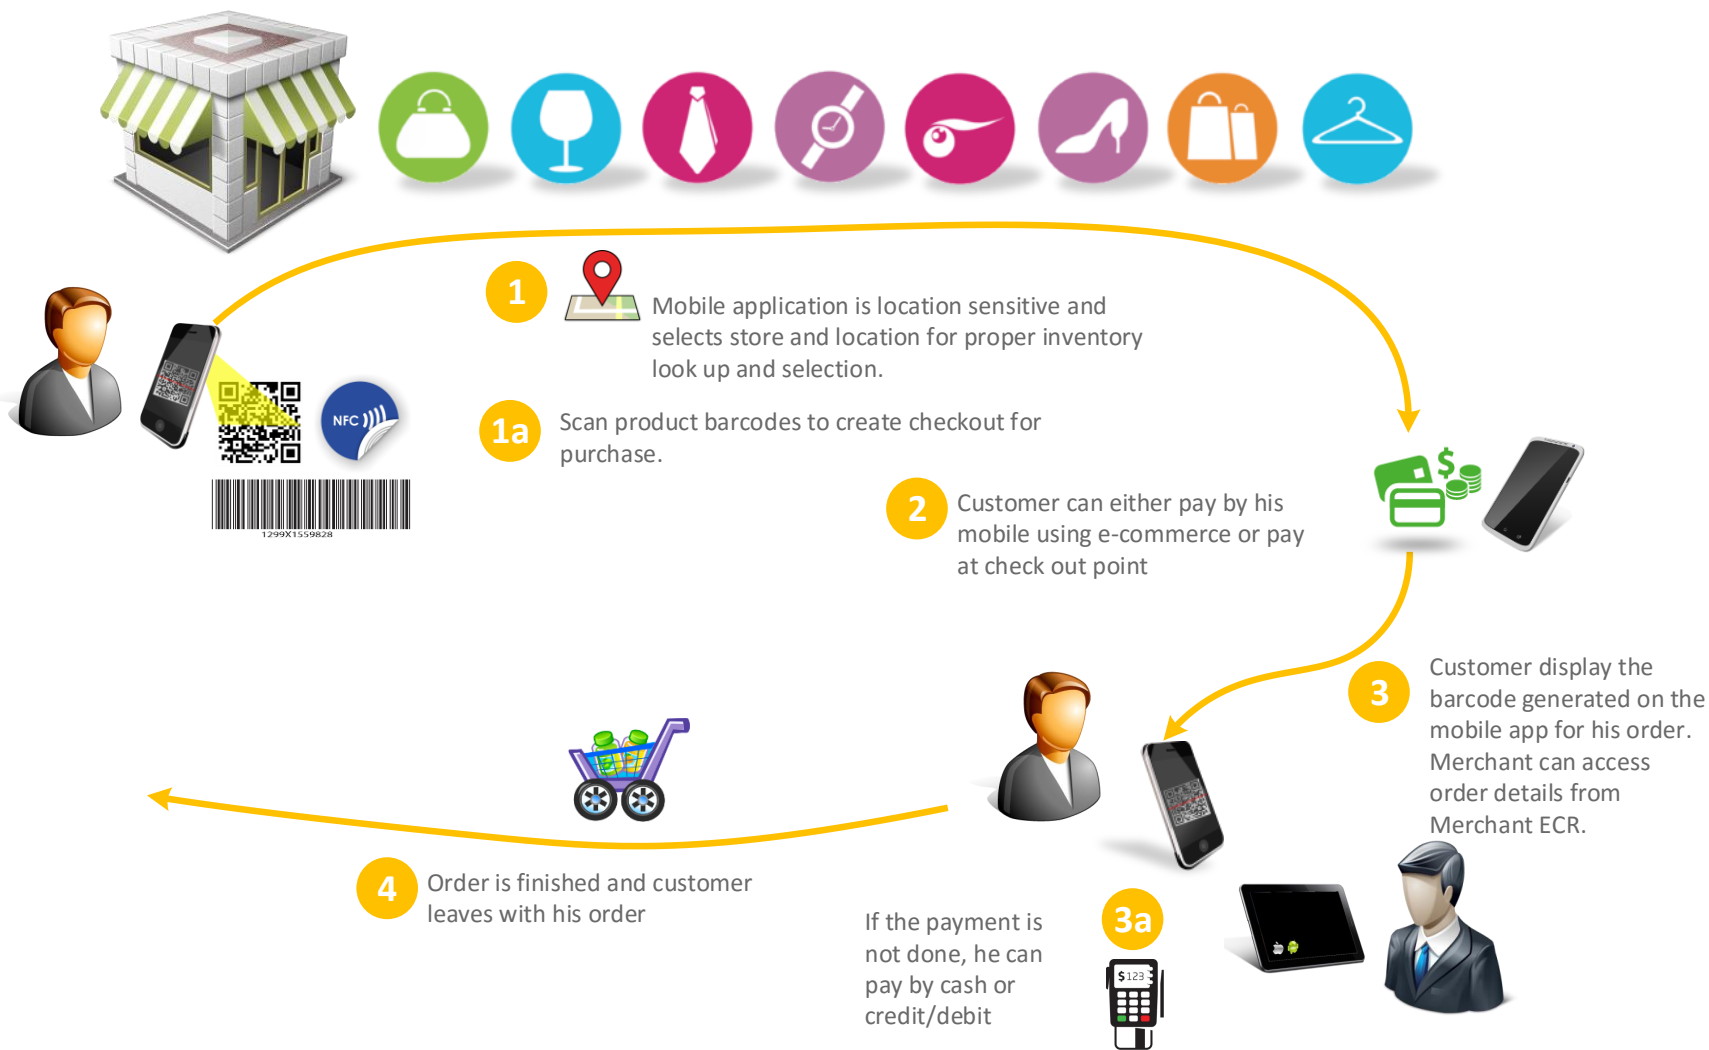 1
Mobile application is location sensitive and
selects store and location for proper inventory
look up and selection.
NFC
1a
Scan product barcodes to create checkout for
purchase.
1299X1559828
2
Customer can either pay by his
mobile using e-commerce or pay
at check out point
$
3
Customer display the
barcode generated on the
mobile app for his order.
Merchant can access
order details from
Merchant ECR.
4
Order is finished and customer
leaves with his order
3a
If the payment is
not done, he can
pay by cash or
credit/debit
$123